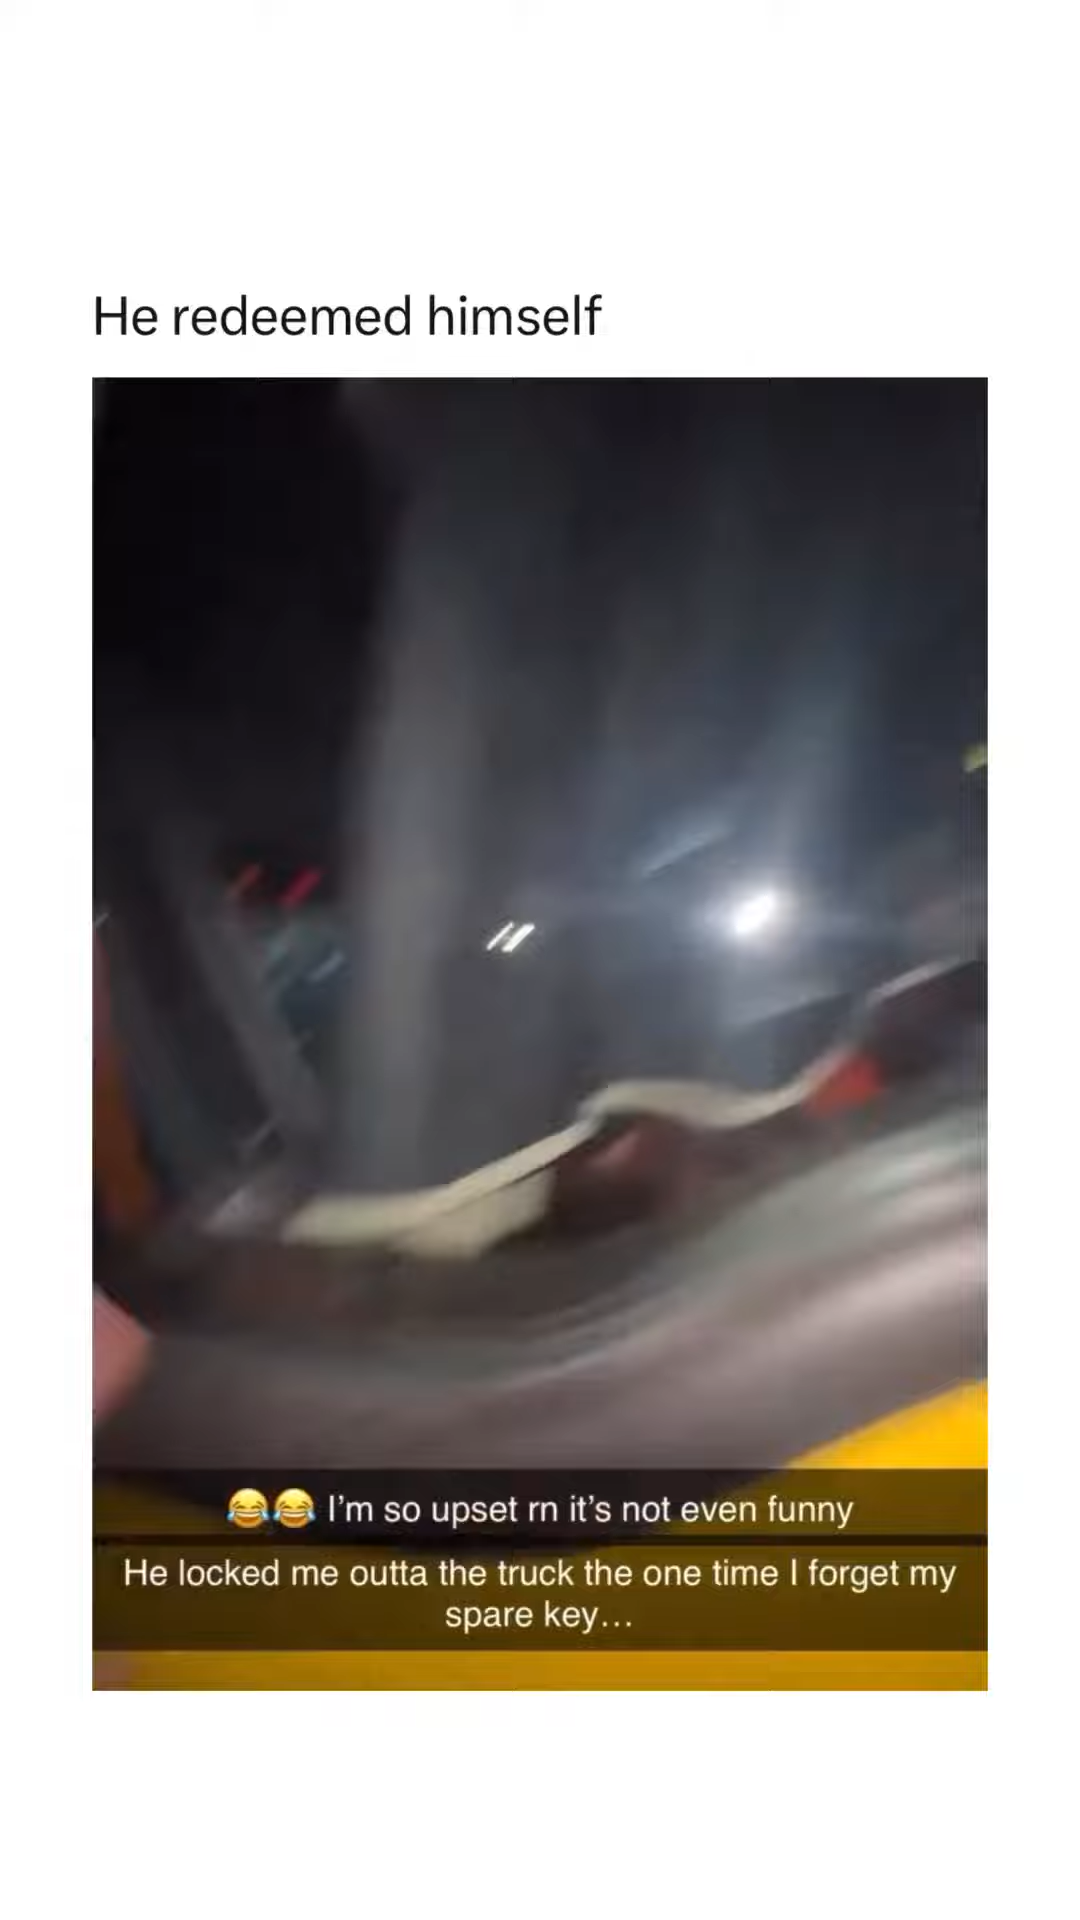 He redeemed himself
😂😂 I’m so upset rn it’s not even funny
He locked me outta the truck the one time I forget my
spare key…